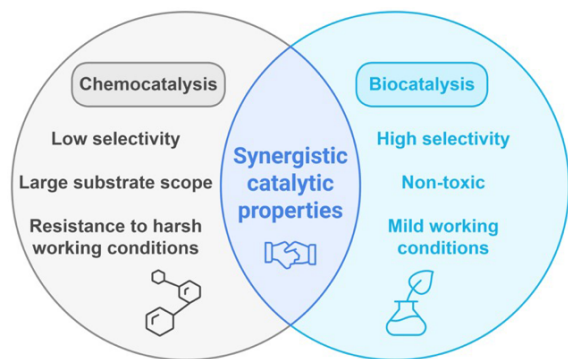 Chemocatalysis
Low selectivity
Large substrate scope
Resistance to harsh
working conditions
Synergistic
catalytic
properties
Biocatalysis
High selectivity
Non-toxic
Mild working
conditions